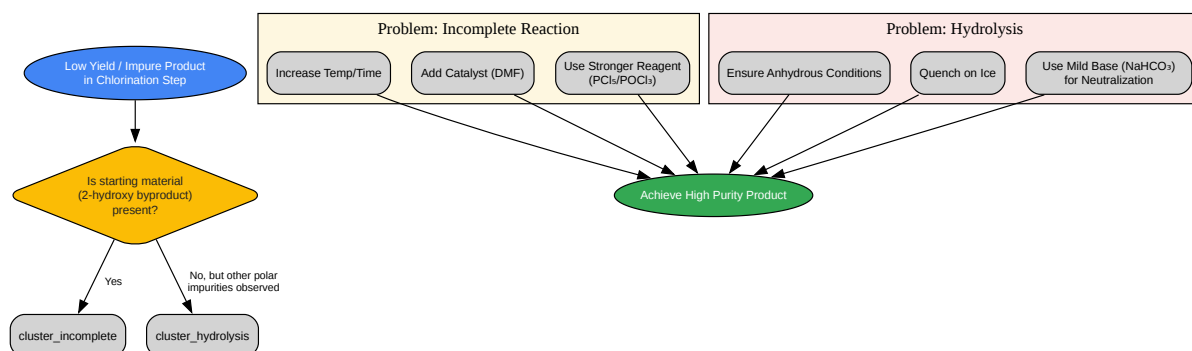 Low Yield / Impure Product
in Chlorination Step
Is starting material
(2-hydroxy byproduct)
present?
Yes
No, but other polar
impurities observed
cluster_incomplete
cluster_hydrolysis
Problem: Incomplete Reaction
Increase Temp/Time
Add Catalyst (DMF)
Use Stronger Reagent
(PCl₅/POCl₃)
Problem: Hydrolysis
Ensure Anhydrous Conditions
Quench on Ice
Use Mild Base (NaHCO₃)
for Neutralization
Achieve High Purity Product